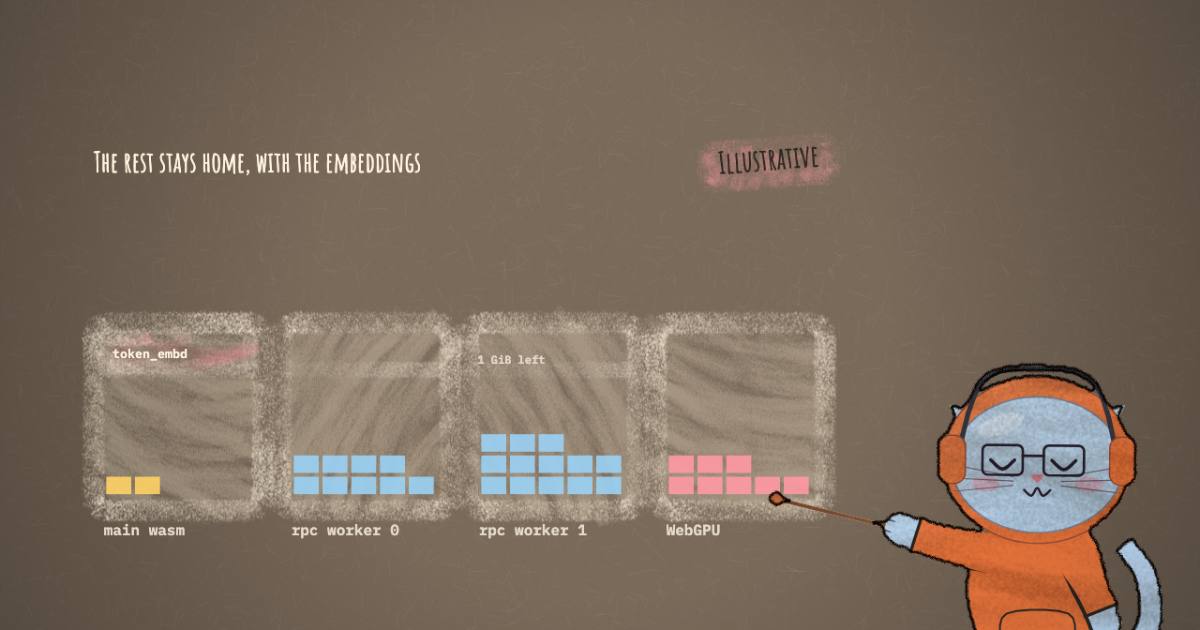 The rest stays home, with the embeddings
Illustrative
token_embd
1 GiB left
main wasm
rpc worker 0
rpc worker 1
WebGPU